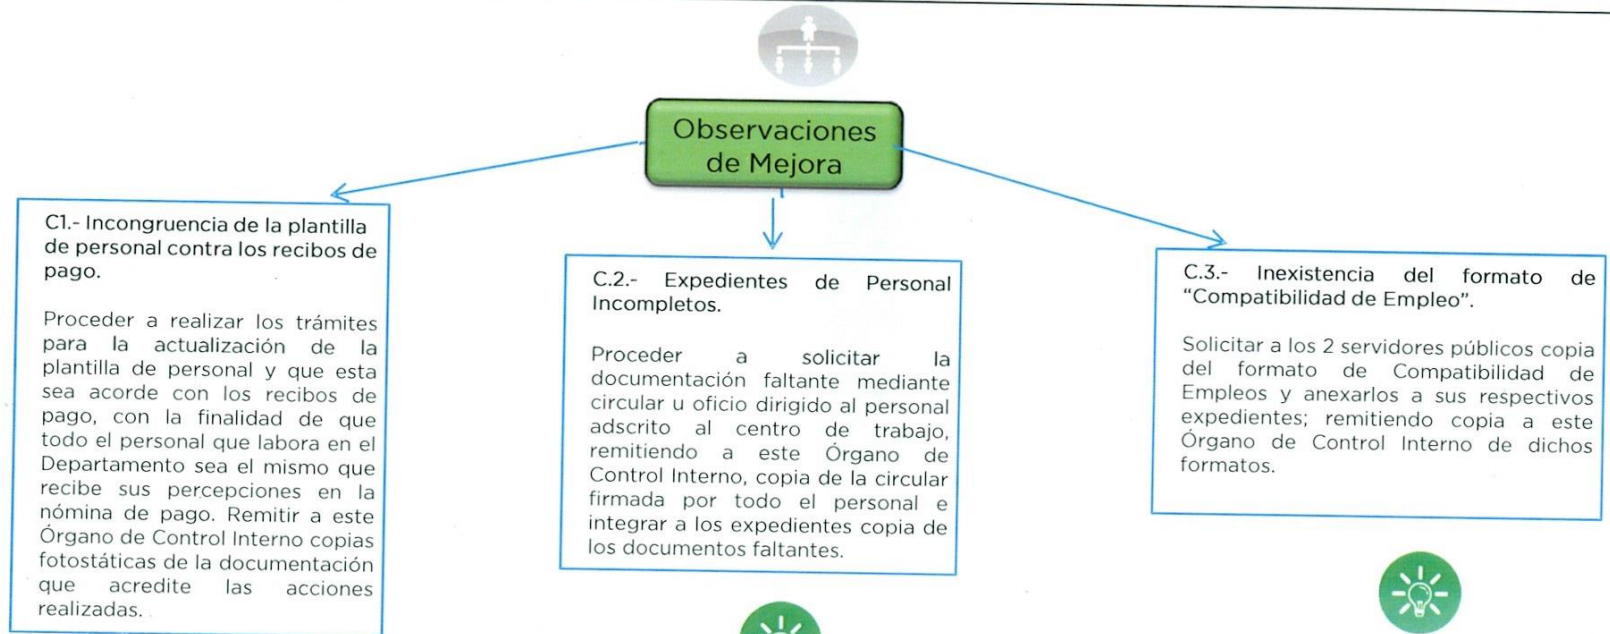 Observaciones
de Mejora
C1.- Incongruencia de la plantilla
de personal contra los recibos de
pago.
Proceder a realizar los trámites
para la actualización de la
plantilla de personal y que esta
sea acorde con los recibos de
pago, con la finalidad de que
todo el personal que labora en el
Departamento sea el mismo que
recibe sus percepciones en la
nómina de pago. Remitir a este
Órgano de Control Interno copias
fotostáticas de la documentación
que acredite las acciones
realizadas.
C.2.- Expedientes de Personal
Incompletos.
Proceder a solicitar la
documentación faltante mediante
circular u oficio dirigido al personal
adscrito al centro de trabajo,
remitiendo a este Órgano de
Control Interno, copia de la circular
firmada por todo el personal e
integrar a los expedientes copia de
los documentos faltantes.
C.3.- Inexistencia del formato de
“Compatibilidad de Empleo”.
Solicitar a los 2 servidores públicos copia
del formato de Compatibilidad de
Empleos y anexarlos a sus respectivos
expedientes; remitiendo copia a este
Órgano de Control Interno de dichos
formatos.